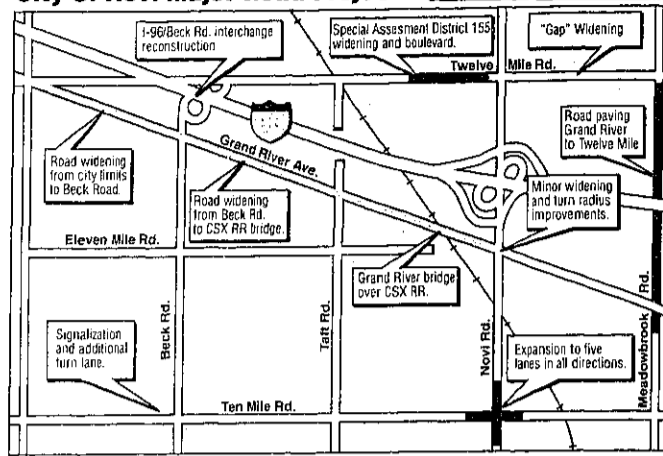 I-96/Beck Rd. interchange
reconstruction
Special Assesment District 155
widening and boulevard.
"Gap" Widening
Twelve Mile Rd.
Road paving
Grand River
to Twelve Mile
Road widening
from city limits
to Beck Road.
Grand River Ave.
Road widening
from Beck Rd.
to CSX RR bridge.
Minor widening
and turn radius
improvements.
Eleven Mile Rd.
Grand River bridge
over CSX RR.
Signalization
and additional
turn lane.
Beck Rd.
Taft Rd.
Novi Rd.
Meadowbrook Rd.
Expansion to five
lanes in all directions.
Ten Mile Rd.